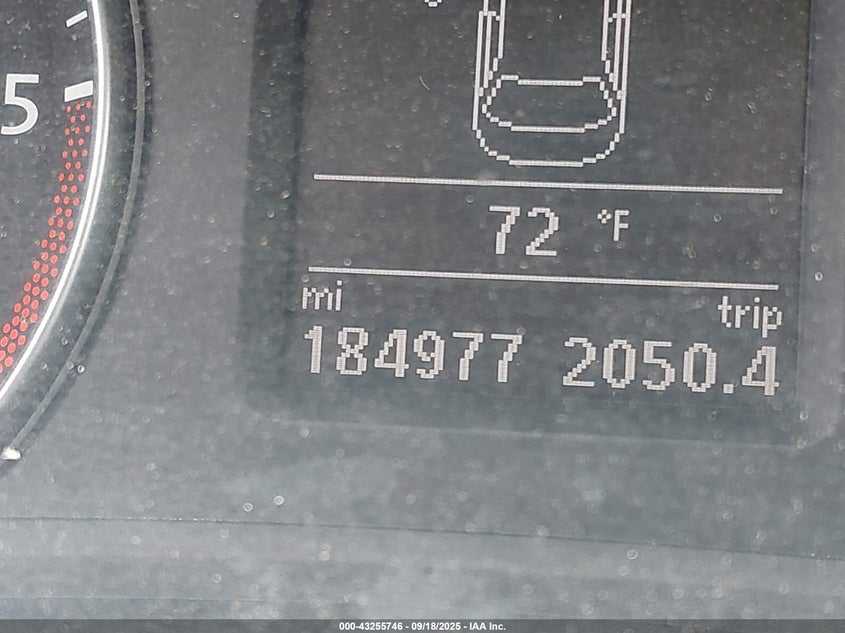 5
72 °F
mi trip
184977 2050.4
000-43255746 - 09/18/2025 - IAA Inc.